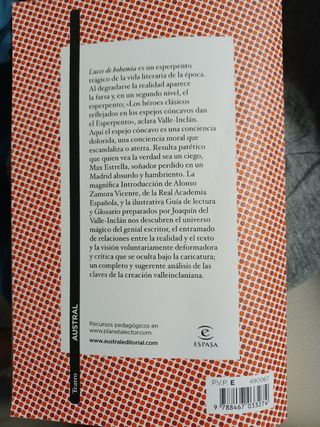 Luces de bohemia es un esperpento
trágico de la vida literaria de la época.
Al degradarse la realidad aparece
la farsa y, en un segundo nivel, el
esperpento; «Los héroes clásicos
reflejados en los espejos cóncavos dan
el Esperpento», aclara Valle-Inclán.
Aquí el espejo cóncavo es una conciencia
dolorida, una conciencia moral que
escandaliza o aterra. Resulta patético
que quien vea la verdad sea un ciego,
Max Estrella, soñador perdido en un
Madrid absurdo y hambriento. La
magnífica Introducción de Alonso
Zamora Vicente, de la Real Academia
Española, y la ilustrativa Guía de lectura
y Glosario preparados por Joaquín del
Valle-Inclán nos descubren el universo
mágico del genial escritor, el entramado
de relaciones entre la realidad y el texto
y la visión voluntariamente deformadora
y crítica que se oculta bajo la caricatura;
un completo y sugerente análisis de las
claves de la creación valleinclaniana.
Recursos pedagógicos en
www.planetalector.com
www.australeditorial.com
ESPASA
AUSTRAL
Teatro
P.V.P. E
9 788467 033274